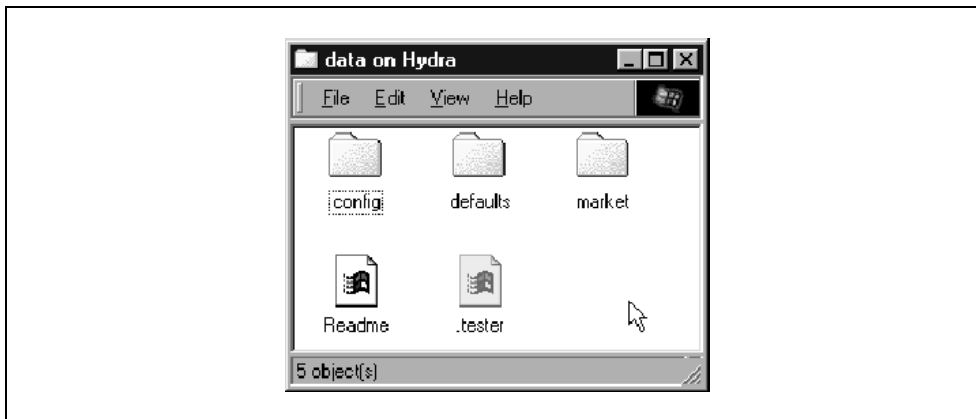 data on Hydra
File Edit View Help
config defaults market
Readme .tester
5 object(s)